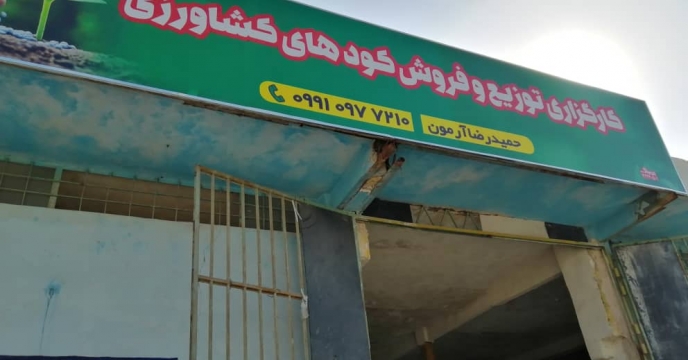 کارگزاری توزیع و فروش کود های کشاورزی
حمیدرضا آرمون
۰۹۹۱ ۰۹۷ ۷۲۱۰